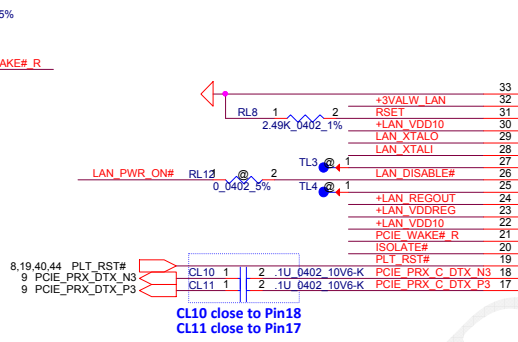 5%
AKE#_R
33
+3VALW_LAN 32
RL8 1 2 RSET 31
2.49K_0402_1% +LAN_VDD10 30
LAN_XTALO 29
LAN_XTALI 28
TL3 @ 1 27
LAN_PWR_ON# RL12 1 @ 2 LAN_DISABLE# 26
0_0402_5% TL4 @ 1 25
+LAN_REGOUT 24
+LAN_VDDREG 23
+LAN_VDD10 22
PCIE_WAKE#_R 21
ISOLATE# 20
8,19,40,44 PLT_RST# PLT_RST# 19
9 PCIE_PRX_DTX_N3 CL10 1 2 .1U_0402_10V6-K PCIE_PRX_C_DTX_N3 18
9 PCIE_PRX_DTX_P3 CL11 1 2 .1U_0402_10V6-K PCIE_PRX_C_DTX_P3 17
CL10 close to Pin18
CL11 close to Pin17